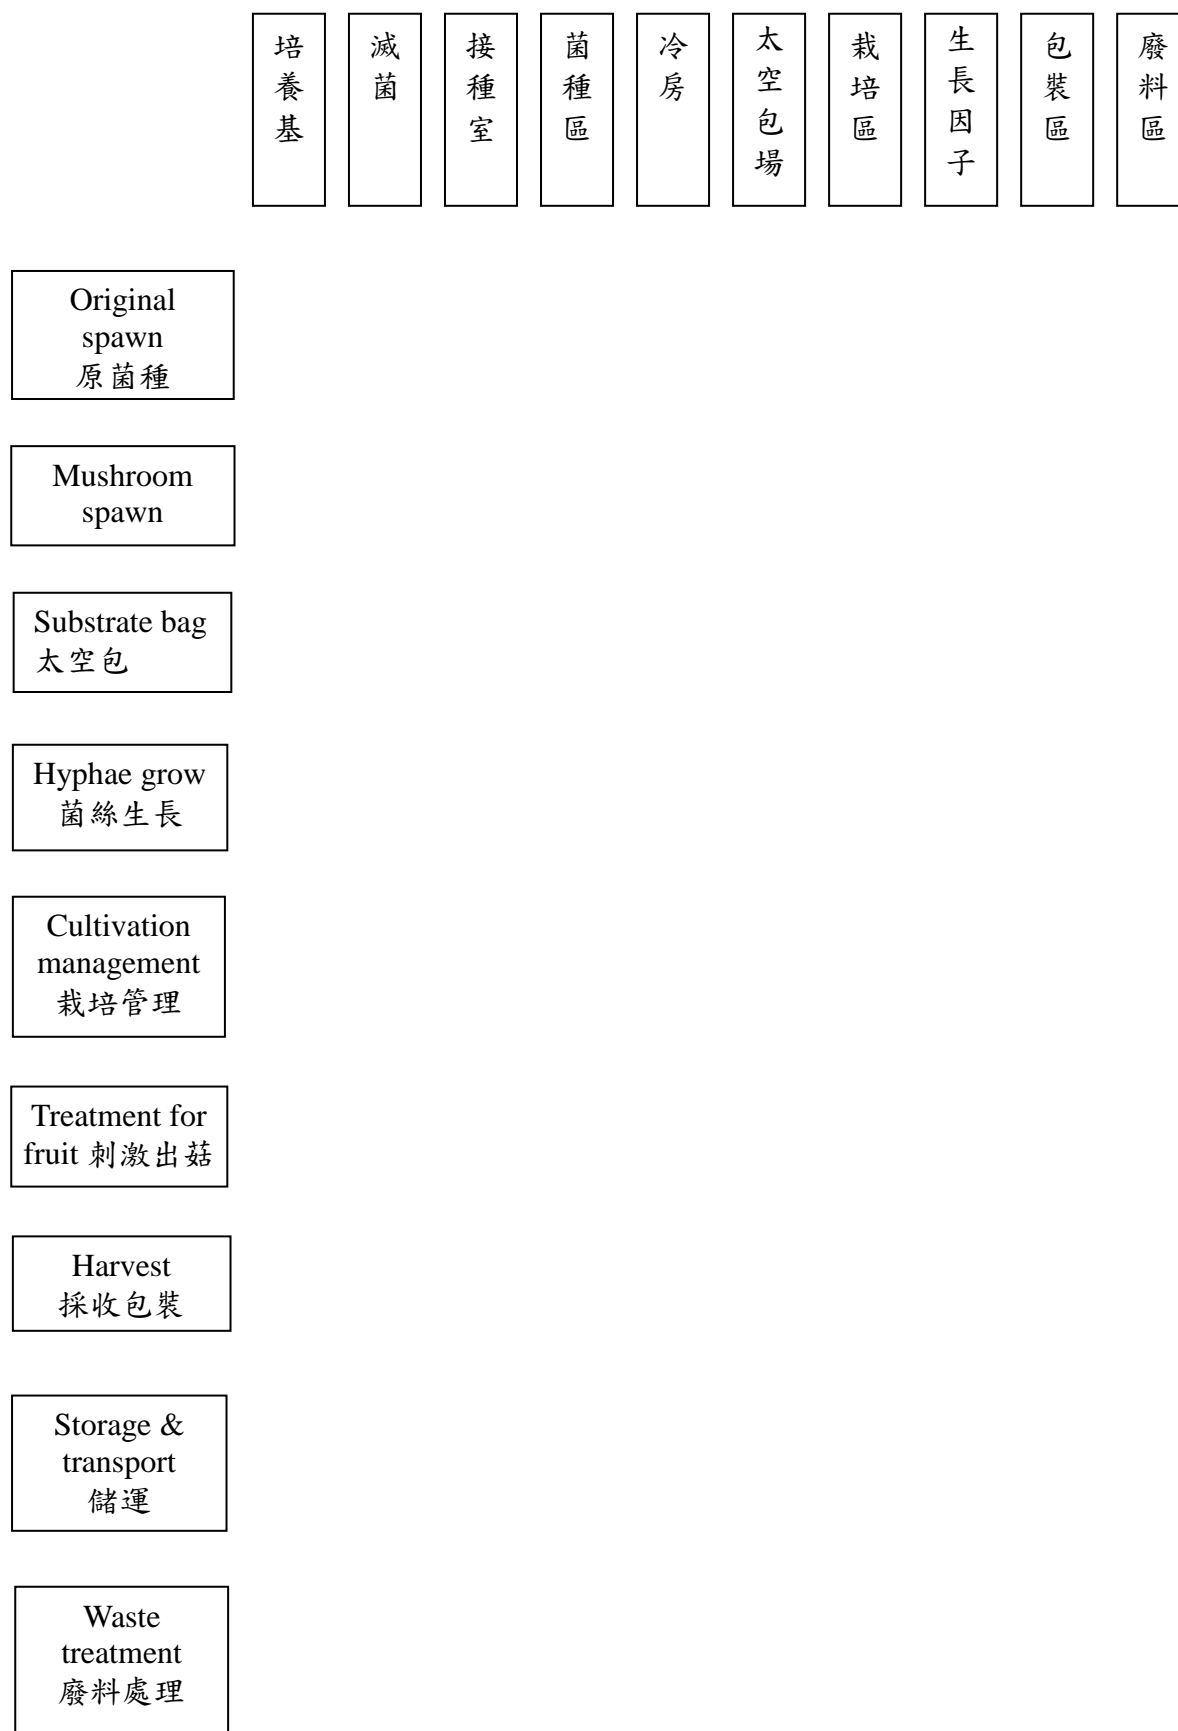 培養基
滅菌
接種室
菌種區
冷房
太空包場
栽培區
生長因子
包裝區
廢料區
Original
spawn
原菌種
Mushroom
spawn
Substrate bag
太空包
Hyphae grow
菌絲生長
Cultivation
management
栽培管理
Treatment for
fruit 刺激出菇
Harvest
採收包裝
Storage &
transport
儲運
Waste
treatment
廢料處理